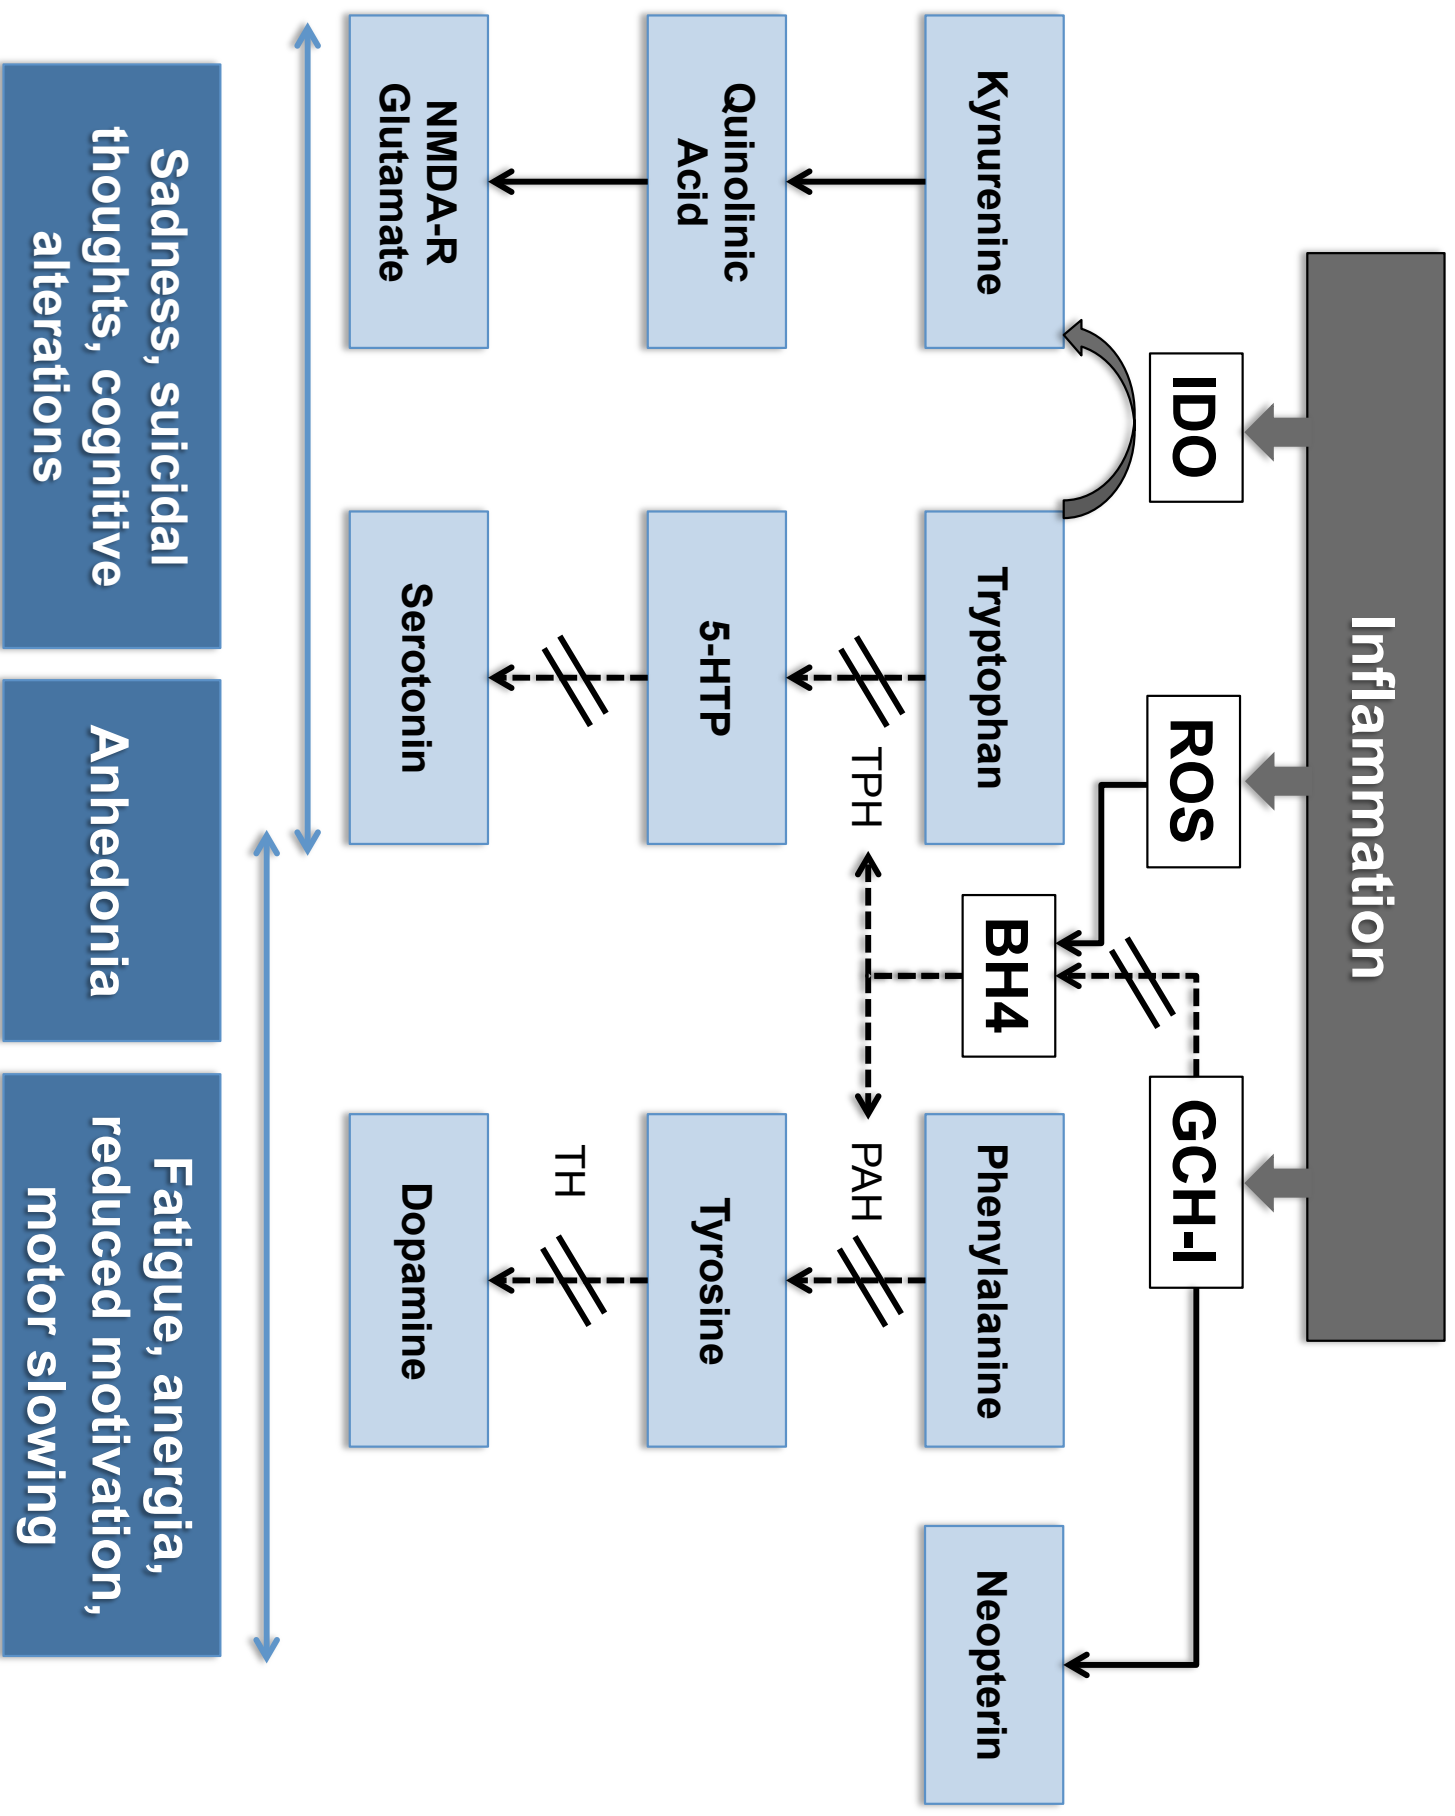 Inflammation
IDO
ROS
GCH-I
BH4
Kynurenine
Tryptophan
Phenylalanine
Neopterin
TPH
PAH
Quinolinic
Acid
5-HTP
Tyrosine
TH
NMDA-R
Glutamate
Serotonin
Dopamine
Sadness, suicidal
thoughts, cognitive
alterations
Anhedonia
Fatigue, anergia,
reduced motivation,
motor slowing